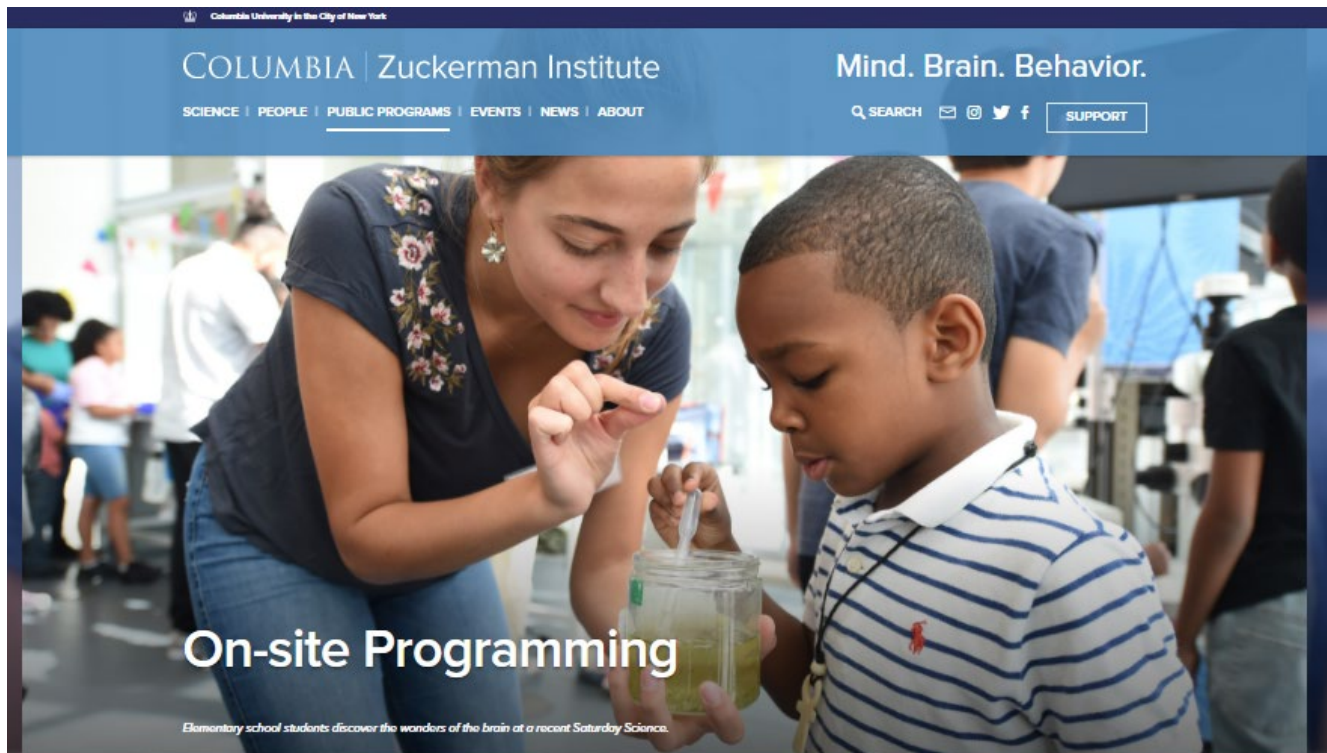 Columbia University in the City of New York
COLUMBIA | Zuckerman Institute
Mind. Brain. Behavior.
SCIENCE | PEOPLE | PUBLIC PROGRAMS | EVENTS | NEWS | ABOUT
SEARCH
SUPPORT
On-site Programming
Elementary school students discover the wonders of the brain at a recent Saturday Science.